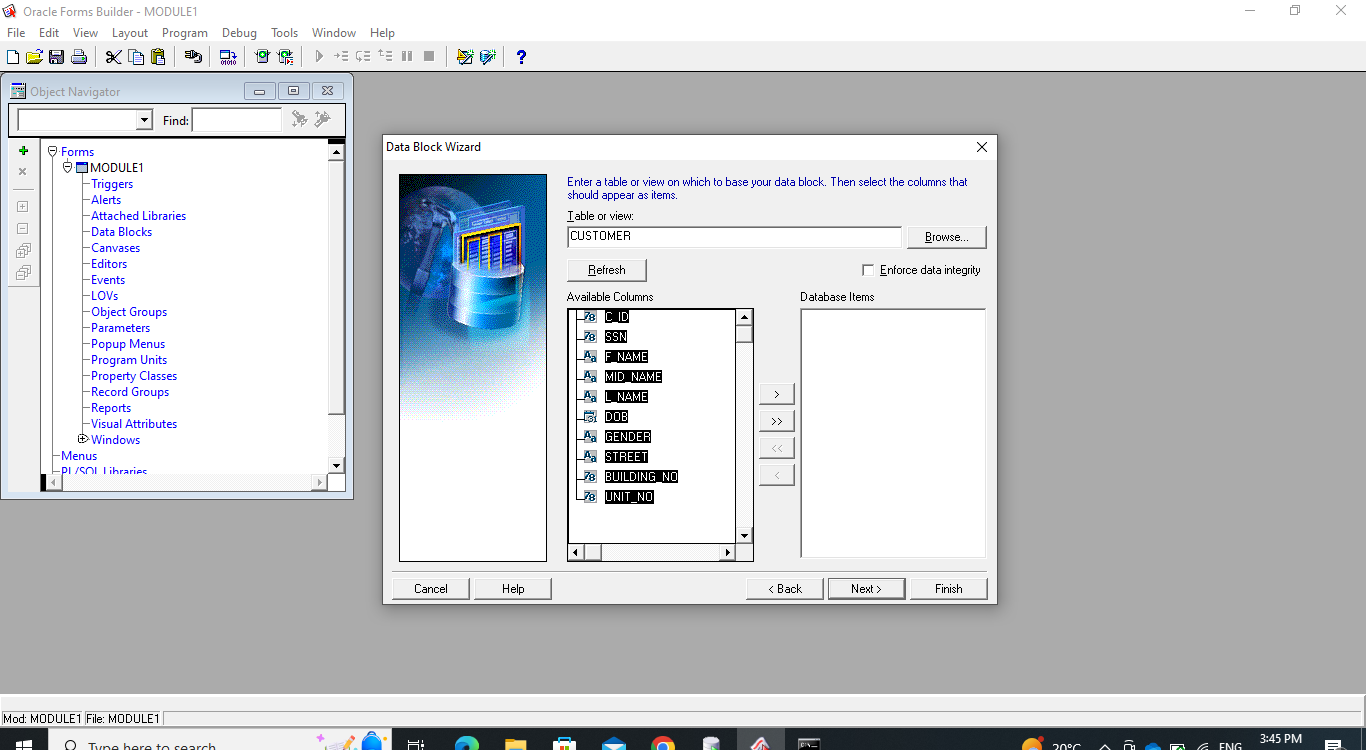 Oracle Forms Builder - MODULE1
File Edit View Layout Program Debug Tools Window Help
Object Navigator
Find:
Forms
MODULE1
Triggers
Alerts
Attached Libraries
Data Blocks
Canvases
Editors
Events
LOVs
Object Groups
Parameters
Popup Menus
Program Units
Property Classes
Record Groups
Reports
Visual Attributes
Windows
Menus
PL/SQL Libraries
Data Block Wizard
Enter a table or view on which to base your data block. Then select the columns that
should appear as items.
Table or view:
CUSTOMER
Browse...
Refresh
Enforce data integrity
Available Columns
Database Items
C_ID
SSN
F_NAME
MID_NAME
L_NAME
DOB
GENDER
STREET
BUILDING_NO
UNIT_NO
>
>>
<<
<
Cancel Help < Back Next > Finish
Mod: MODULE1 File: MODULE1
Type here to search
20°C ENG 3:45 PM